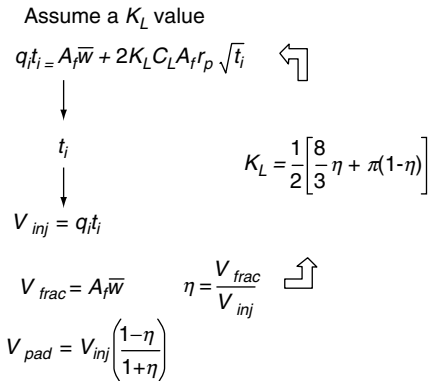 Assume a K_L value
q_i t_i = A_f w̅ + 2K_L C_L A_f r_p √t_i
t_i
K_L = 1/2 [8/3 η + π(1-η)]
V_inj = q_i t_i
V_frac = A_f w̅
η = V_frac / V_inj
V_pad = V_inj (1−η / 1+η)